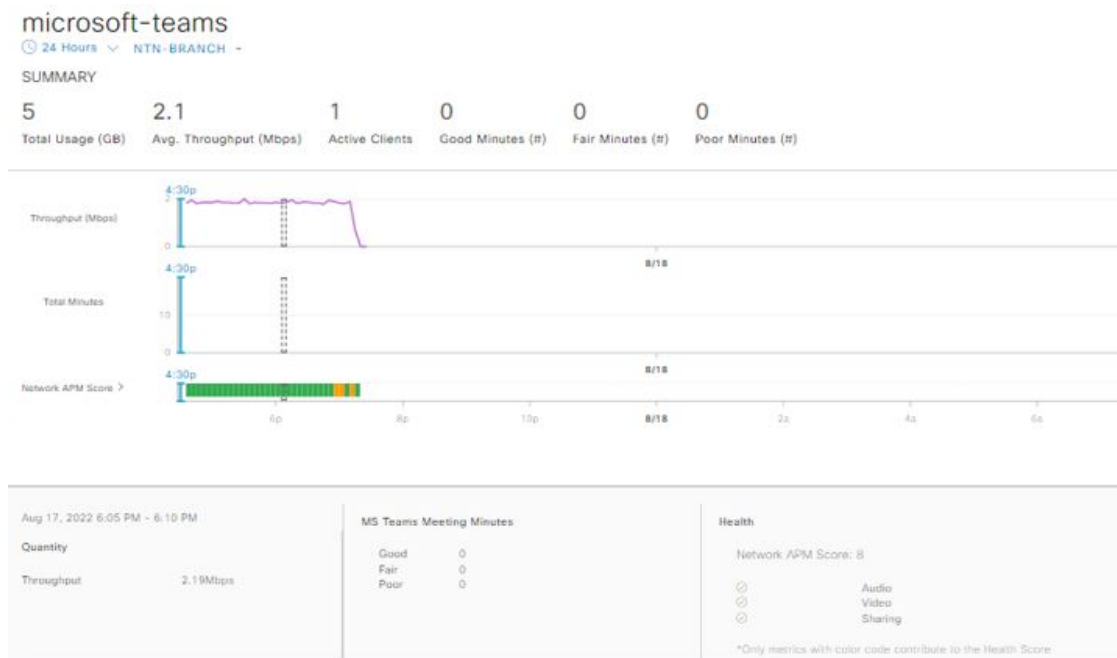 microsoft-teams
24 Hours NTN-BRANCH -
SUMMARY
5 2.1 1 0 0 0
Total Usage (GB) Avg. Throughput (Mbps) Active Clients Good Minutes (#) Fair Minutes (#) Poor Minutes (#)
4:30p
2
Throughput (Mbps)
0
8/18
4:30p
Total Minutes
10
0
8/18
4:30p
Network APM Score >
6p 8p 10p 8/18 2a 4a 6a
Aug 17, 2022 6:05 PM - 6:10 PM
Quantity
Throughput 2.19Mbps
MS Teams Meeting Minutes
Good 0
Fair 0
Poor 0
Health
Network APM Score: 8
Audio
Video
Sharing
*Only metrics with color code contribute to the Health Score